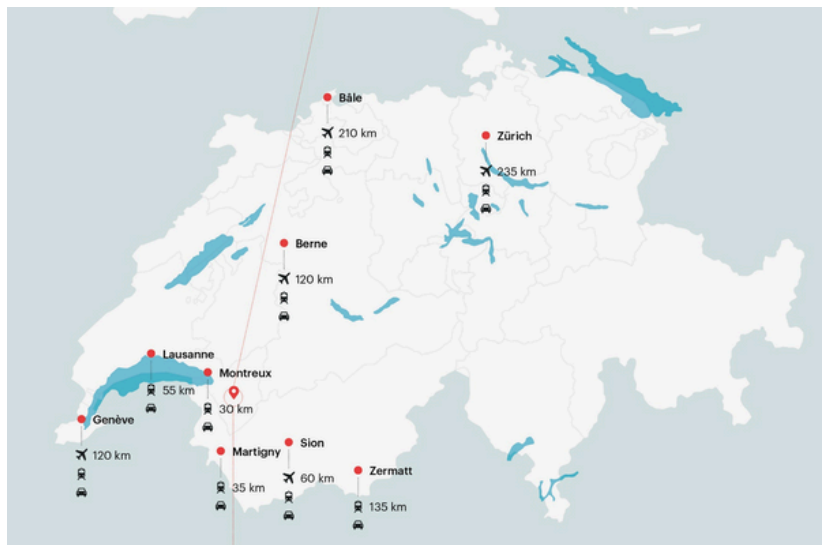 Bâle
210 km
Zürich
235 km
Berne
120 km
Lausanne
55 km
Montreux
30 km
Genève
120 km
Martigny
35 km
Sion
60 km
Zermatt
135 km